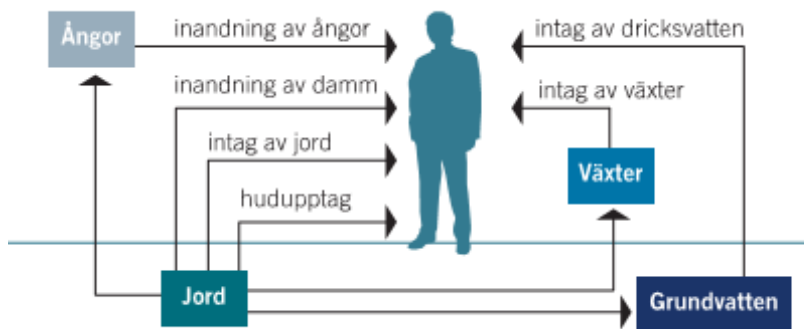 Ångor
inandning av ångor
intag av dricksvatten
inandning av damm
intag av växter
intag av jord
Växter
hudupptag
Jord
Grundvatten